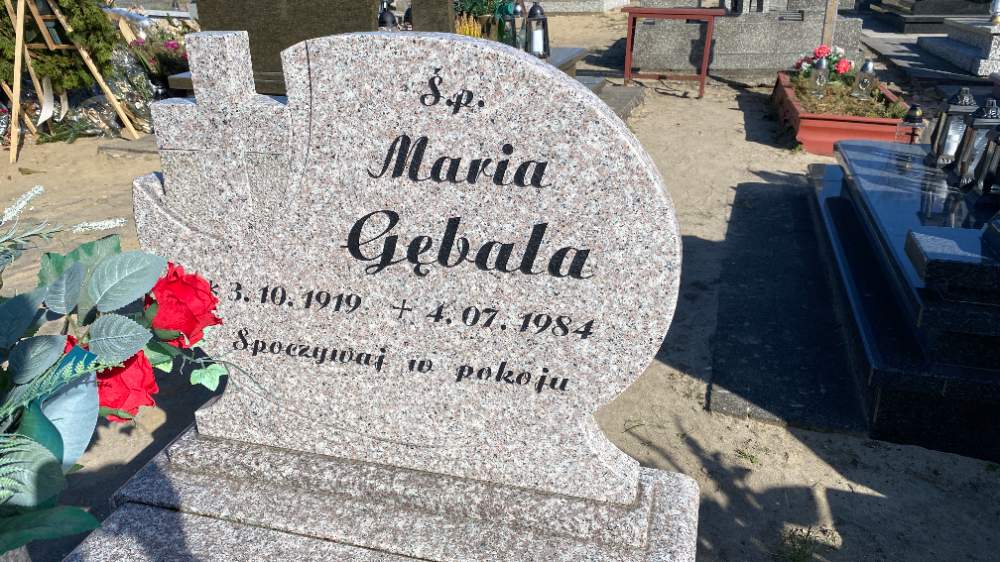 Ś.p.
Maria
Gębala
* 3.10.1919 + 4.07.1984
Spoczywaj w pokoju